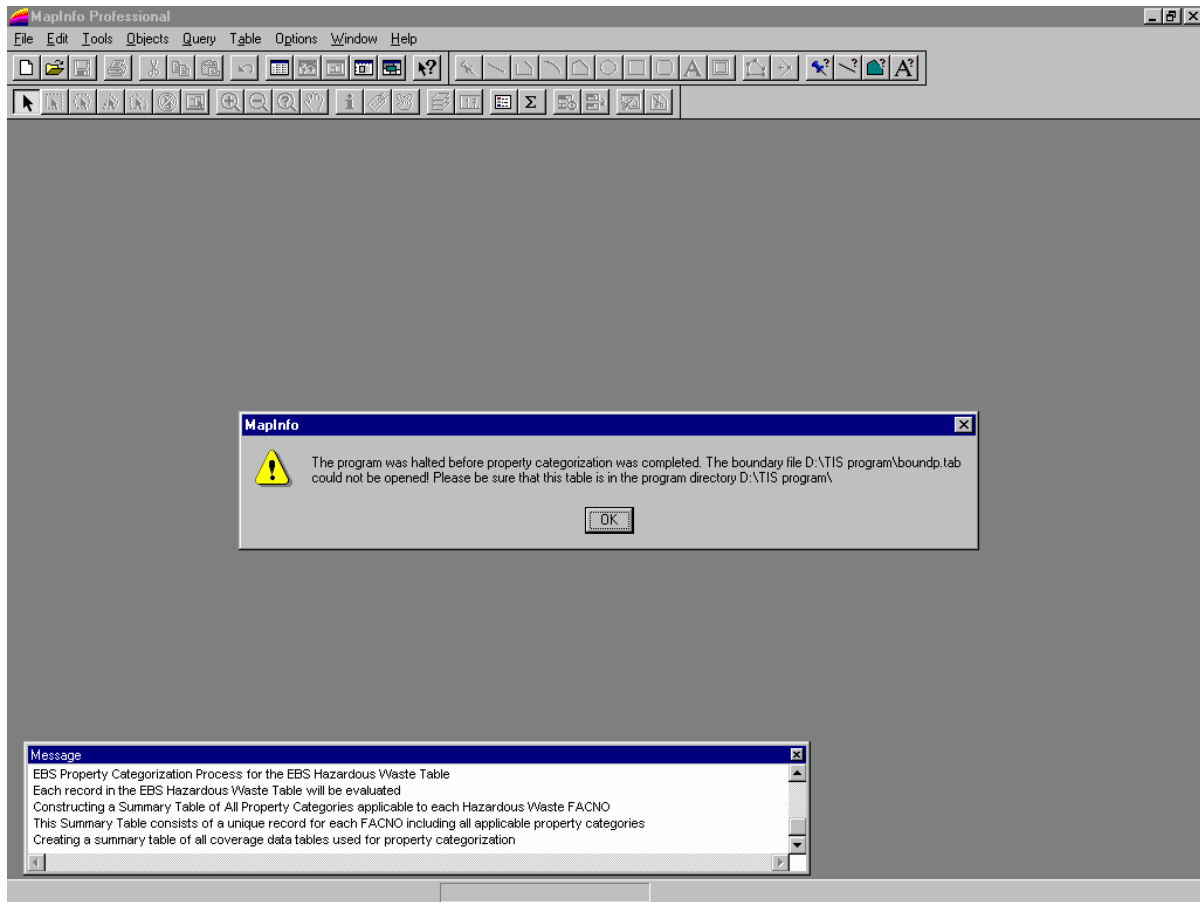 MapInfo Professional
File Edit Tools Objects Query Table Options Window Help
MapInfo
The program was halted before property categorization was completed. The boundary file D:\TIS program\boundp.tab
could not be opened! Please be sure that this table is in the program directory D:\TIS program\
OK
Message
EBS Property Categorization Process for the EBS Hazardous Waste Table
Each record in the EBS Hazardous Waste Table will be evaluated
Constructing a Summary Table of All Property Categories applicable to each Hazardous Waste FACNO
This Summary Table consists of a unique record for each FACNO including all applicable property categories
Creating a summary table of all coverage data tables used for property categorization